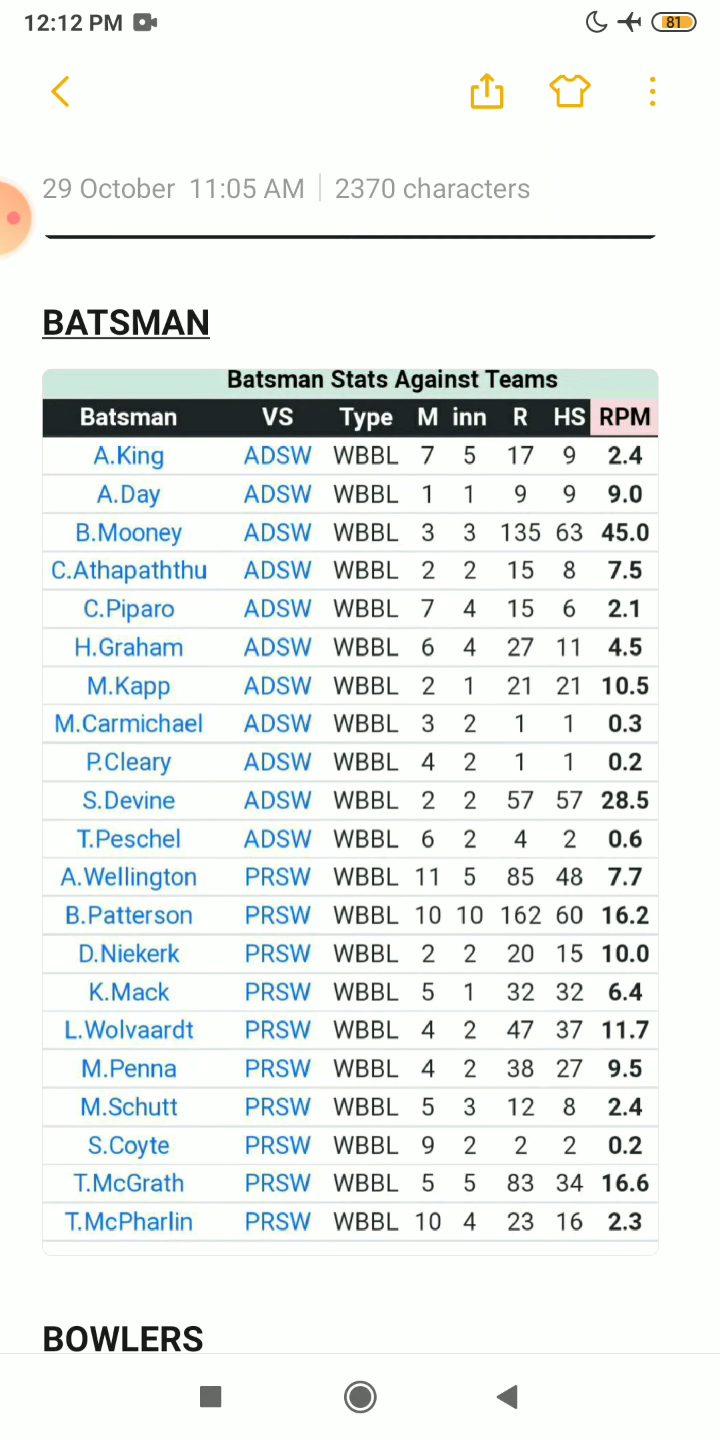 12:12 PM
81
29 October 11:05 AM | 2370 characters
BATSMAN
Batsman Stats Against Teams
Batsman VS Type M inn R HS RPM
A.King ADSW WBBL 7 5 17 9 2.4
A.Day ADSW WBBL 1 1 9 9 9.0
B.Mooney ADSW WBBL 3 3 135 63 45.0
C.Athapaththu ADSW WBBL 2 2 15 8 7.5
C.Piparo ADSW WBBL 7 4 15 6 2.1
H.Graham ADSW WBBL 6 4 27 11 4.5
M.Kapp ADSW WBBL 2 1 21 21 10.5
M.Carmichael ADSW WBBL 3 2 1 1 0.3
P.Cleary ADSW WBBL 4 2 1 1 0.2
S.Devine ADSW WBBL 2 2 57 57 28.5
T.Peschel ADSW WBBL 6 2 4 2 0.6
A.Wellington PRSW WBBL 11 5 85 48 7.7
B.Patterson PRSW WBBL 10 10 162 60 16.2
D.Niekerk PRSW WBBL 2 2 20 15 10.0
K.Mack PRSW WBBL 5 1 32 32 6.4
L.Wolvaardt PRSW WBBL 4 2 47 37 11.7
M.Penna PRSW WBBL 4 2 38 27 9.5
M.Schutt PRSW WBBL 5 3 12 8 2.4
S.Coyte PRSW WBBL 9 2 2 2 0.2
T.McGrath PRSW WBBL 5 5 83 34 16.6
T.McPharlin PRSW WBBL 10 4 23 16 2.3
BOWLERS